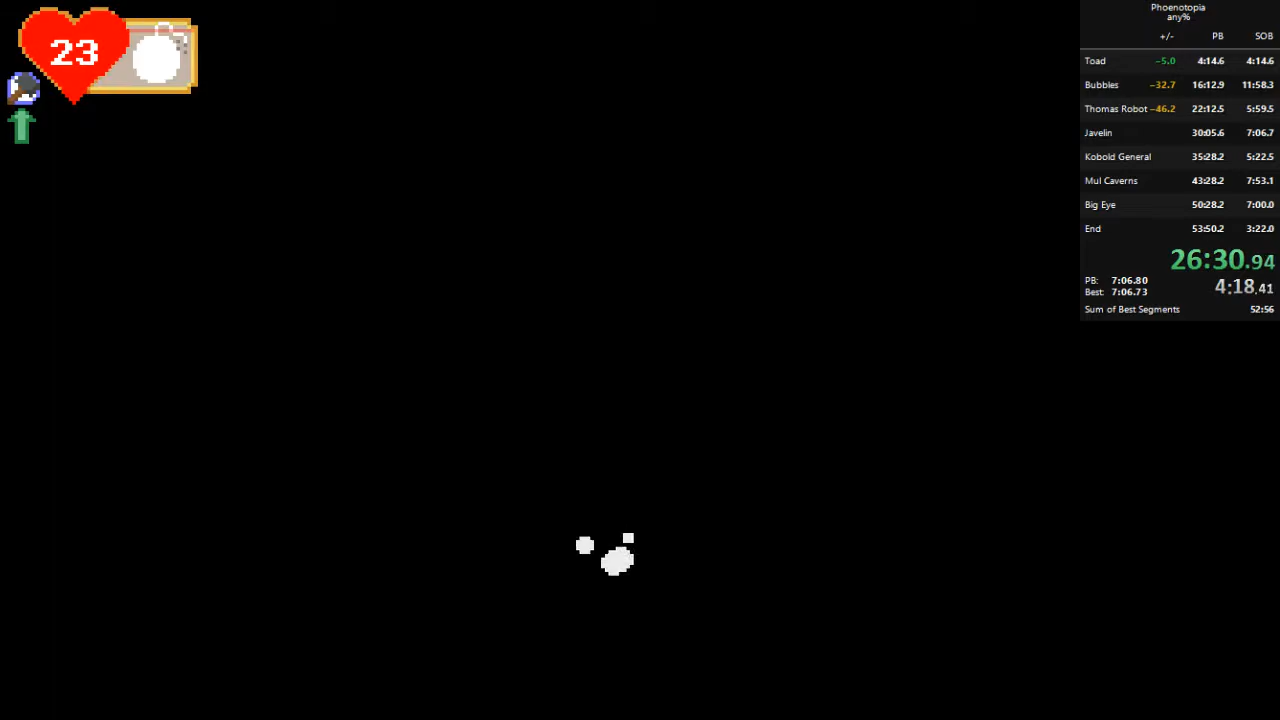 23
Phoenotopia
any%
+/- PB SOB
Toad −5.0 4:14.6 4:14.6
Bubbles −32.7 16:12.9 11:58.3
Thomas Robot −46.2 22:12.5 5:59.5
Javelin 30:05.6 7:06.7
Kobold General 35:28.2 5:22.5
Mul Caverns 43:28.2 7:53.1
Big Eye 50:28.2 7:00.0
End 53:50.2 3:22.0
26:30.94
PB: 7:06.80 4:18.41
Best: 7:06.73
Sum of Best Segments 52:56